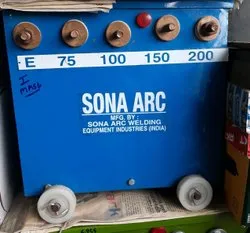 E 75 100 150 200
I
SONA ARC
MFG. BY :
SONA ARC WELDING
EQUIPMENT INDUSTRIES (INDIA)